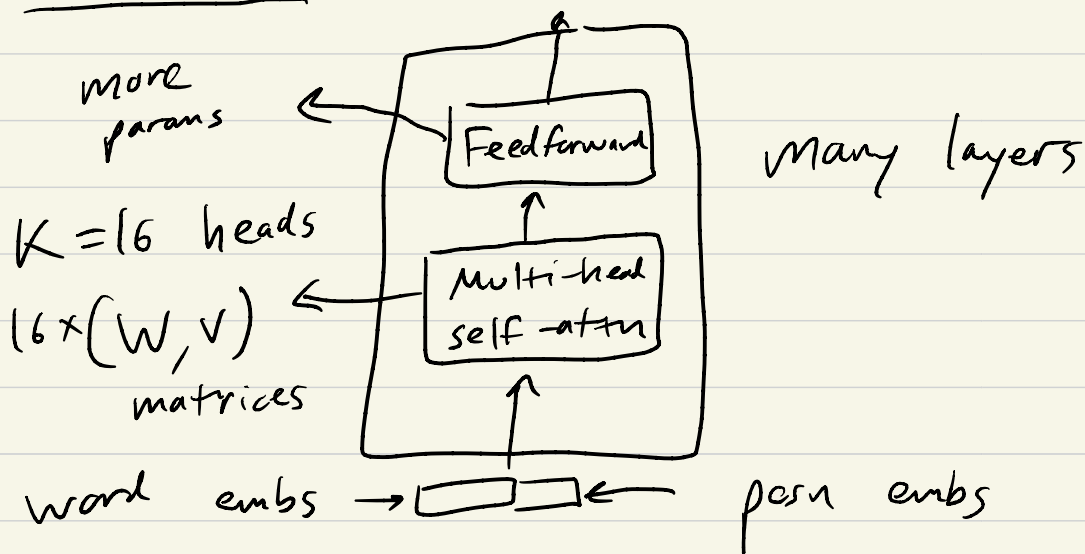 more
params
Feedforward
many layers
K = 16 heads
Multi-head
self-attn
16 x (W, V)
matrices
word embs
posn embs